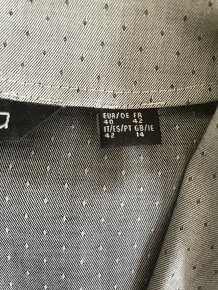 EUR/DE FR
40 42
IT/ES/PT GB/IE
42 14